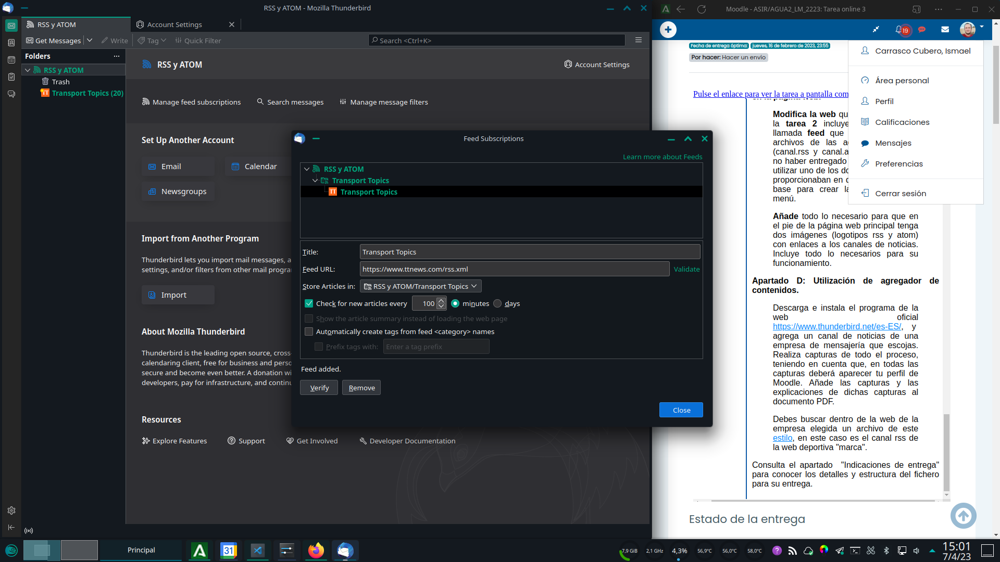 RSS y ATOM - Mozilla Thunderbird
RSS y ATOM
Account Settings
Get Messages
Write
Tag
Quick Filter
Search <Ctrl+K>
Folders
RSS y ATOM
Trash
Transport Topics (20)
RSS y ATOM
Account Settings
Manage feed subscriptions
Search messages
Manage message filters
Set Up Another Account
Email
Calendar
Newsgroups
Import from Another Program
Thunderbird lets you import mail messages, a
settings, and/or filters from other mail progra
Import
About Mozilla Thunderbird
Thunderbird is the leading open source, cross-
calendaring client, free for business and perso
secure and become even better. A donation wi
developers, pay for infrastructure, and continu
Resources
Explore Features
Support
Get Involved
Developer Documentation
Feed Subscriptions
Learn more about Feeds
RSS y ATOM
Transport Topics
TT Transport Topics
Title:
Transport Topics
Feed URL:
https://www.ttnews.com/rss.xml
Validate
Store Articles in:
RSS y ATOM/Transport Topics
Check for new articles every
100
minutes
days
Show the article summary instead of loading the web page
Automatically create tags from feed <category> names
Prefix tags with:
Enter a tag prefix
Feed added.
Verify
Remove
Close
Moodle - ASIR/AGUA2_LM_2223: Tarea online 3
19
Fecha de entrega óptima: jueves, 16 de febrero de 2023, 23:55
Por hacer: Hacer un envío
Carrasco Cubero, Ismael
Área personal
Perfil
Calificaciones
Mensajes
Preferencias
Cerrar sesión
Pulse el enlace para ver la tarea a pantalla com
Modifica la web qu
la tarea 2 incluye
llamada feed que
archivos de las a
(canal.rss y canal.a
no haber entregado
utilizar uno de los do
proporcionaban en
base para crear la
menú.
Añade todo lo necesario para que en
el pie de la página web principal tenga
dos imágenes (logotipos rss y atom)
con enlaces a los canales de noticias.
Incluye todo lo necesarios para su
funcionamiento.
Apartado D: Utilización de agregador de
contenidos.
Descarga e instala el programa de la
web oficial
https://www.thunderbird.net/es-ES/, y
agrega un canal de noticias de una
empresa de mensajería que escojas.
Realiza capturas de todo el proceso,
teniendo en cuenta que, en todas las
capturas deberá aparecer tu perfil de
Moodle. Añade las capturas y las
explicaciones de dichas capturas al
documento PDF.
Debes buscar dentro de la web de la
empresa elegida un archivo de este
estilo, en este caso es el canal rss de
la web deportiva "marca".
Consulta el apartado "Indicaciones de entrega"
para conocer los detalles y estructura del fichero
para su entrega.
Estado de la entrega
Principal
31
7,9 GiB
2,1 GHz
4,3%
56,9°C
56,0°C
58,0°C
15:01
7/4/23